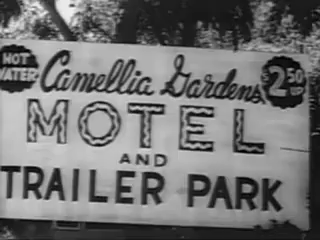 HOT
WATER
Camellia Gardens
$2.50
UP
MOTEL
AND
TRAILER PARK